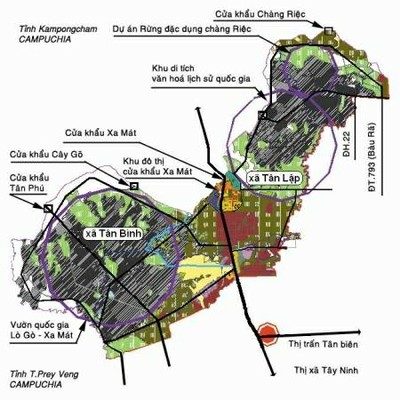 Cửa khẩu Chàng Riệc
Tỉnh Kampongcham
CAMPUCHIA
Dự án Rừng đặc dụng chàng Riệc
Khu di tích
văn hoá lịch sử quốc gia
Cửa khẩu Xa Mát
Cửa khẩu Cây Gõ
Khu đô thị
cửa khẩu Xa Mát
Cửa khẩu
Tân Phú
xã Tân Lập
ĐH.22
ĐT.793 (Bàu Rã)
xã Tân Bình
Vườn quốc gia
Lò Gò - Xa Mát
Thị trấn Tân biên
Thị xã Tây Ninh
Tỉnh T.Prey Veng
CAMPUCHIA